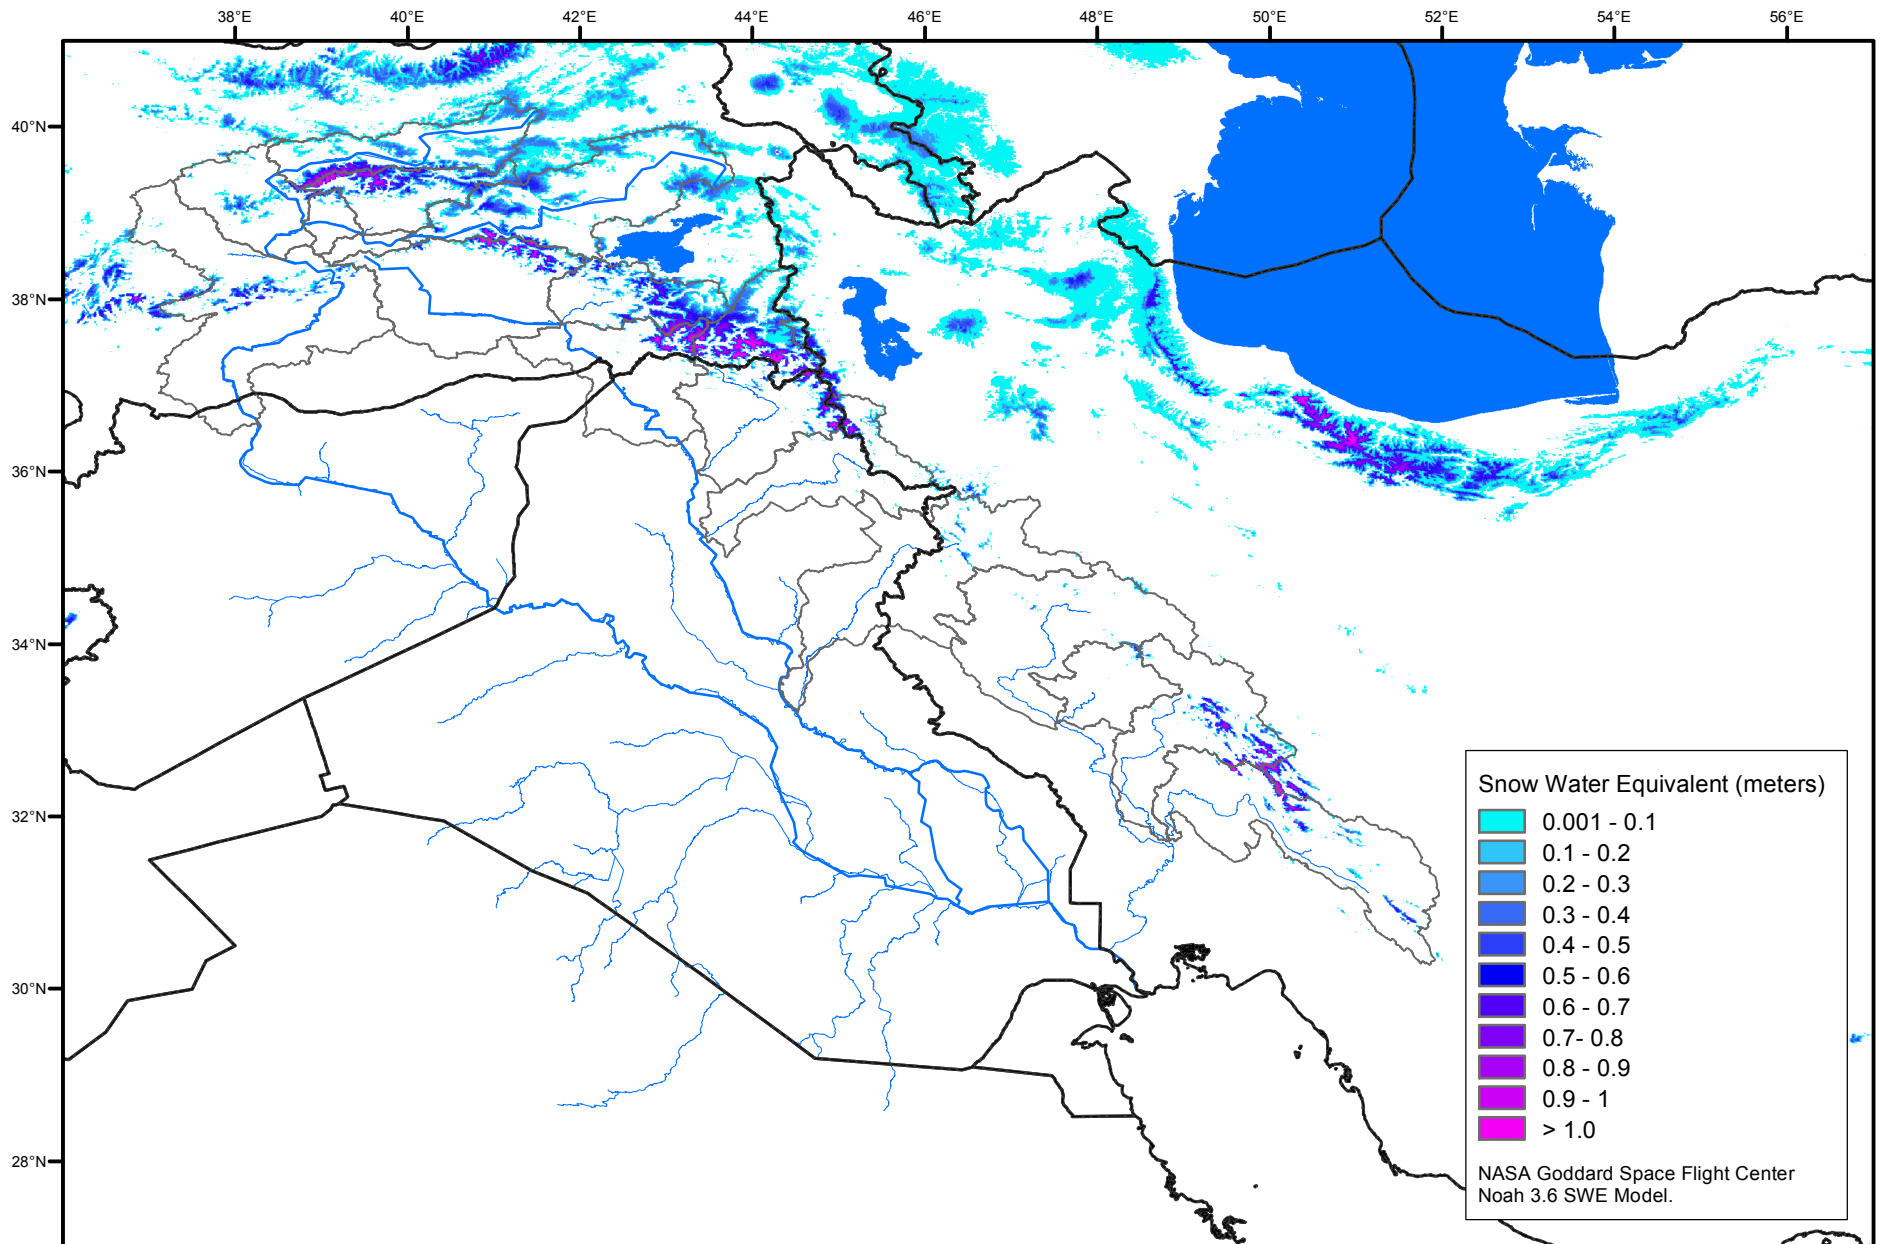 38°E 40°E 42°E 44°E 46°E 48°E 50°E 52°E 54°E 56°E
40°N
38°N
36°N
34°N
32°N
30°N
28°N
Snow Water Equivalent (meters)
0.001 - 0.1
0.1 - 0.2
0.2 - 0.3
0.3 - 0.4
0.4 - 0.5
0.5 - 0.6
0.6 - 0.7
0.7- 0.8
0.8 - 0.9
0.9 - 1
> 1.0
NASA Goddard Space Flight Center
Noah 3.6 SWE Model.